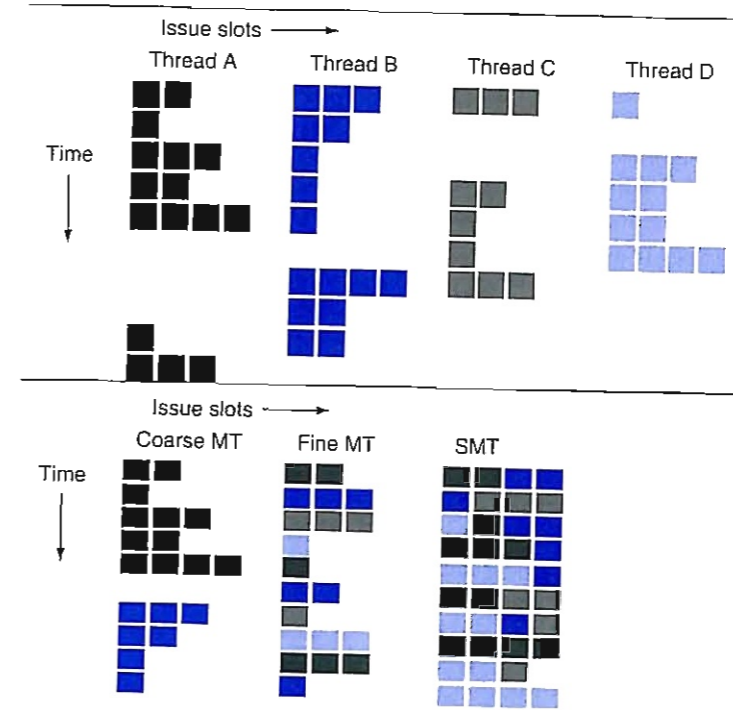 Issue slots
Thread A Thread B Thread C Thread D
Time
Issue slots
Coarse MT Fine MT SMT
Time